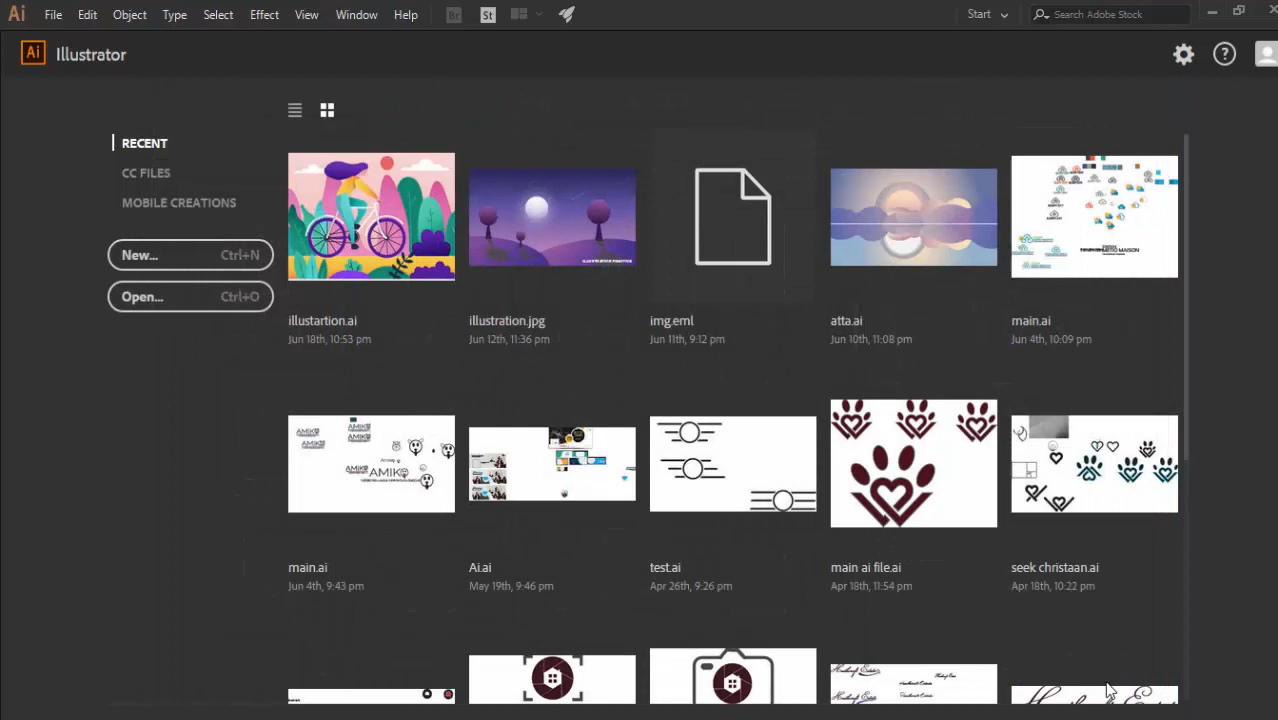 Ai File Edit Object Type Select Effect View Window Help Br St Start Search Adobe Stock
Ai Illustrator
RECENT
CC FILES
MOBILE CREATIONS
New... Ctrl+N
Open... Ctrl+O
illustartion.ai
Jun 18th, 10:53 pm
illustration.jpg
Jun 12th, 11:36 pm
img.eml
Jun 11th, 9:12 pm
atta.ai
Jun 10th, 11:08 pm
main.ai
Jun 4th, 10:09 pm
AMIKO
main.ai
Jun 4th, 9:43 pm
Ai.ai
May 19th, 9:46 pm
test.ai
Apr 26th, 9:26 pm
main ai file.ai
Apr 18th, 11:54 pm
seek christaan.ai
Apr 18th, 10:22 pm